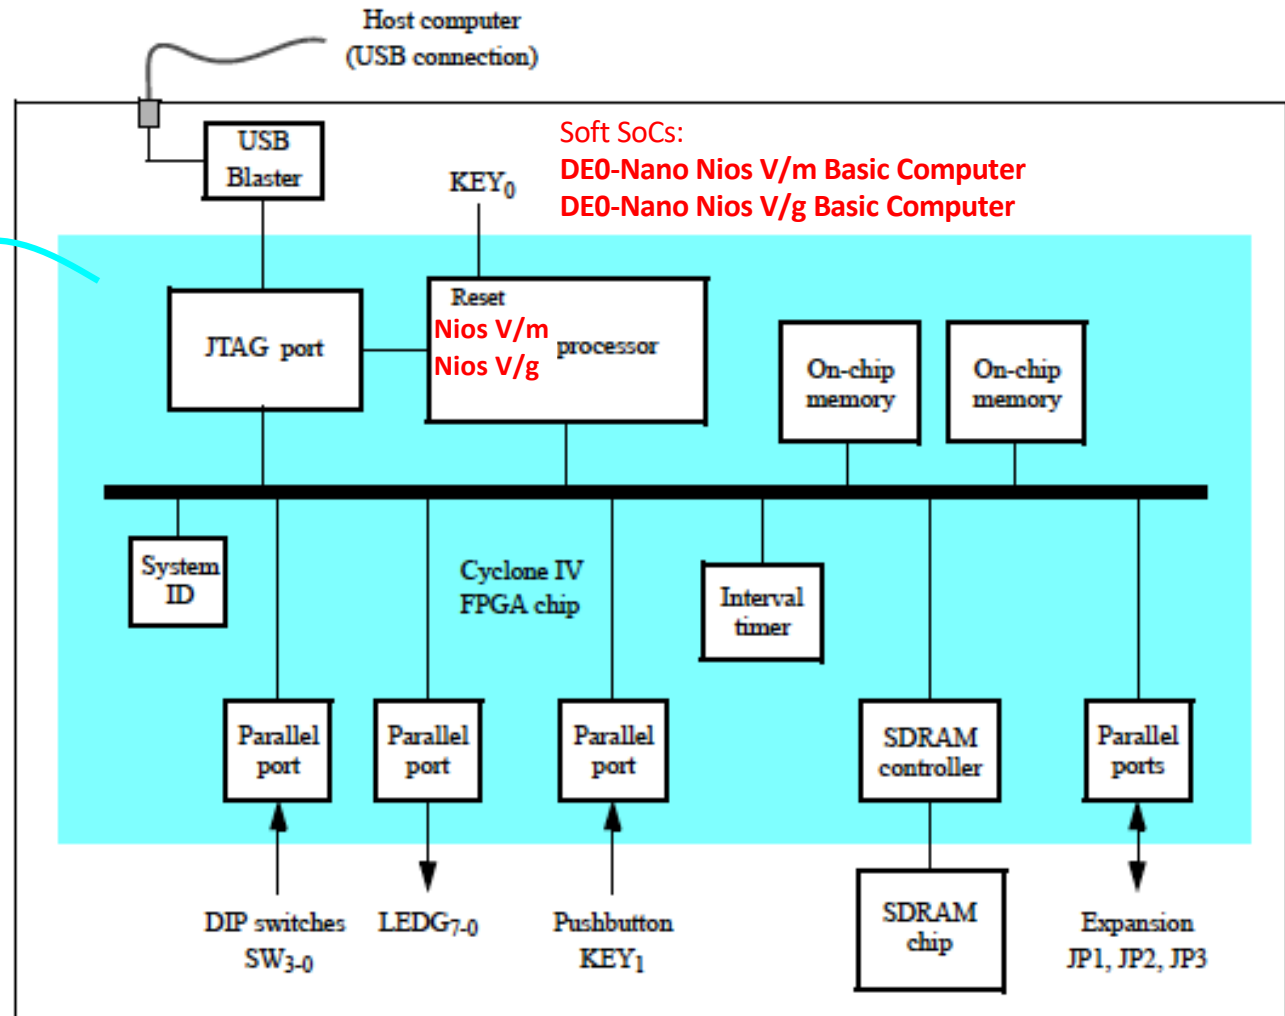 Host computer
(USB connection)
USB
Blaster
KEY0
Soft SoCs:
DE0-Nano Nios V/m Basic Computer
DE0-Nano Nios V/g Basic Computer
JTAG port
Reset
Nios V/m
Nios V/g
processor
On-chip
memory
On-chip
memory
System
ID
Cyclone IV
FPGA chip
Interval
timer
Parallel
port
Parallel
port
Parallel
port
SDRAM
controller
Parallel
ports
DIP switches
SW3-0
LEDG7-0
Pushbutton
KEY1
SDRAM
chip
Expansion
JP1, JP2, JP3